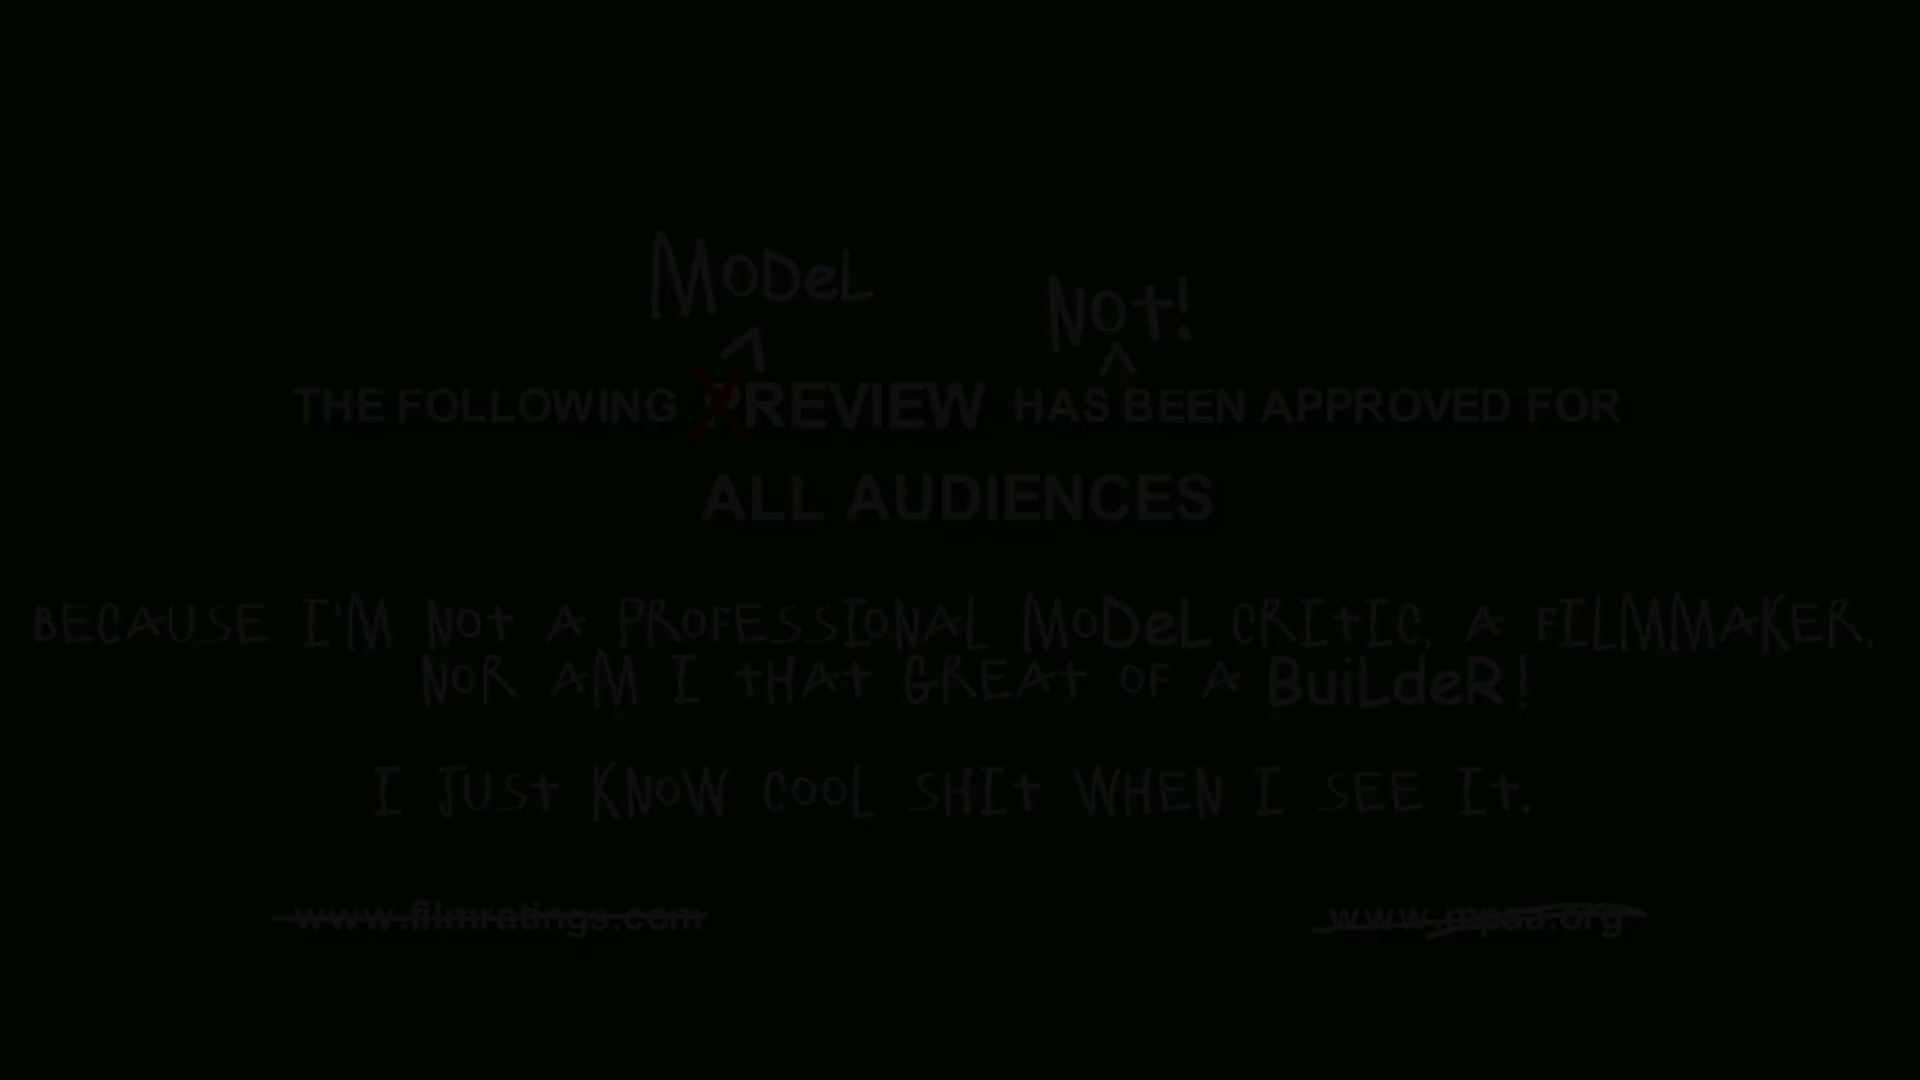 MoDeL
Not!
^ ^
THE FOLLOWING PREVIEW HAS BEEN APPROVED FOR
ALL AUDIENCES
BECAUSE I'M NOt A PROFESSIONAL MoDeL CRItIC, A FILMMAKER,
NOR AM I tHAt GREAt OF A BuiLdeR!
I JUSt KNOW COOL SHIt WHEN I SEE It.
www.filmratings.com www.mpaa.org